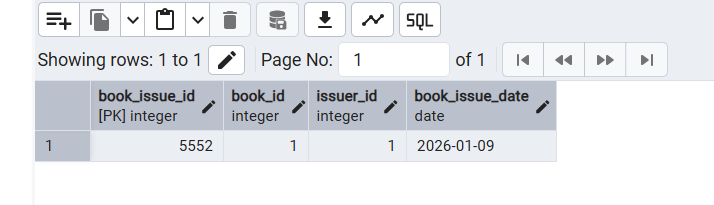 SQL
Showing rows: 1 to 1 Page No: 1 of 1
book_issue_id book_id issuer_id book_issue_date
[PK] integer integer integer date
1 5552 1 1 2026-01-09